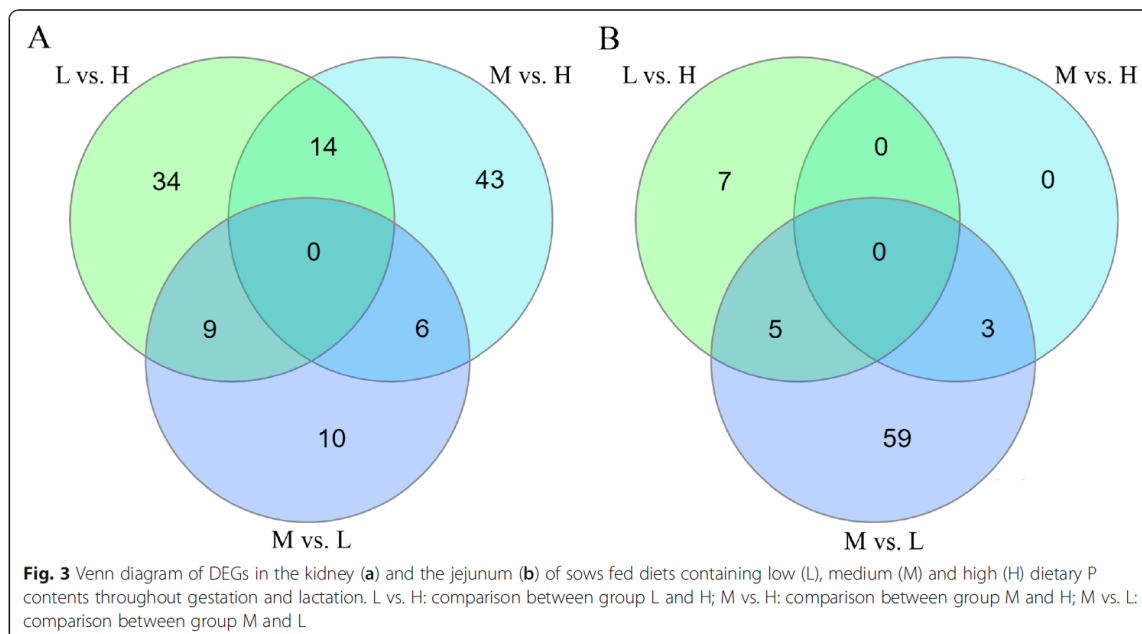 A
B
L vs. H
M vs. H
L vs. H
M vs. H
14
0
34
43
7
0
0
0
9
6
5
3
10
59
M vs. L
M vs. L
Fig. 3 Venn diagram of DEGs in the kidney (a) and the jejunum (b) of sows fed diets containing low (L), medium (M) and high (H) dietary P
contents throughout gestation and lactation. L vs. H: comparison between group L and H; M vs. H: comparison between group M and H; M vs. L:
comparison between group M and L